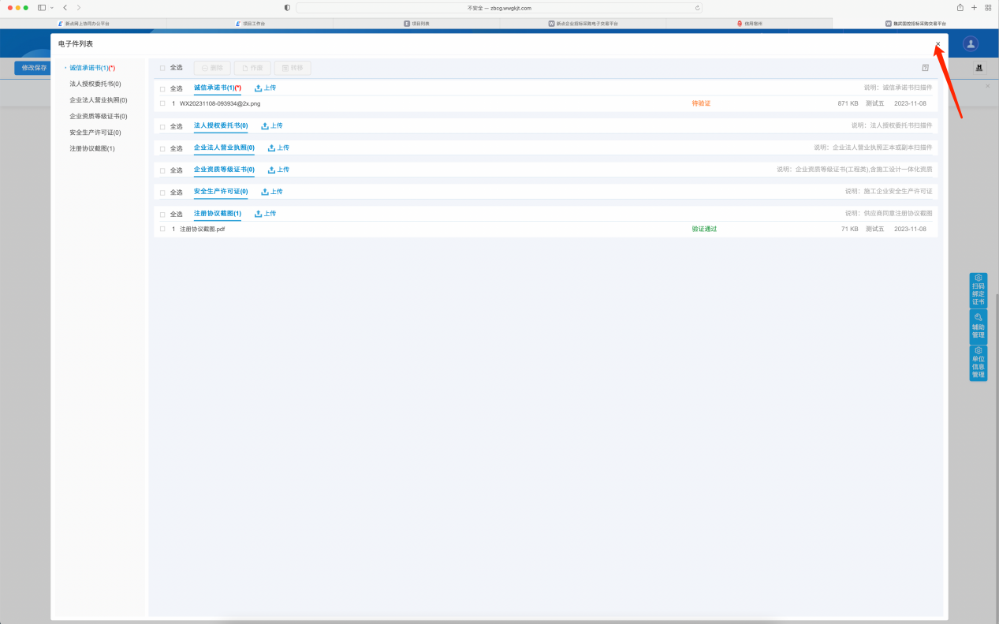 不安全 — zbcg.wwgkjt.com
新点网上协同办公平台
项目工作台
项目列表
新点企业招标采购电子交易平台
信用宿州
魏武国控招标采购交易平台
修改保存
电子件列表
诚信承诺书(1)(*)
法人授权委托书(0)
企业法人营业执照(0)
企业资质等级证书(0)
安全生产许可证(0)
注册协议截图(1)
全选
删除
作废
转移
全选 诚信承诺书(1)(*) 上传 说明：诚信承诺书扫描件
1 WX20231108-093934@2x.png 待验证 871 KB 测试五 2023-11-08
全选 法人授权委托书(0) 上传 说明：法人授权委托书扫描件
全选 企业法人营业执照(0) 上传 说明：企业法人营业执照正本或副本扫描件
全选 企业资质等级证书(0) 上传 说明：企业资质等级证书(工程类),含施工设计一体化资质
全选 安全生产许可证(0) 上传 说明：施工企业安全生产许可证
全选 注册协议截图(1) 上传 说明：供应商同意注册协议截图
1 注册协议截图.pdf 验证通过 71 KB 测试五 2023-11-08
扫码
绑定
证书
辅助
管理
单位
信息
管理